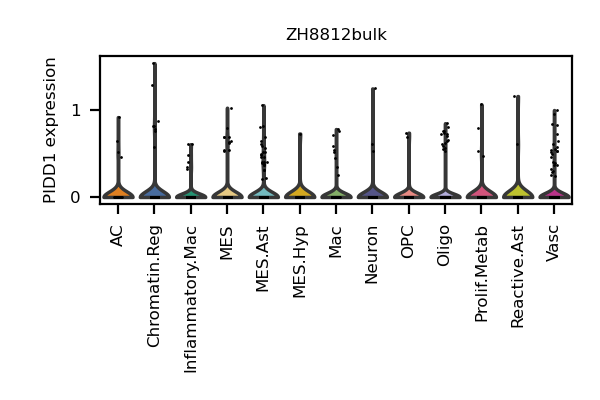 ZH8812bulk
PIDD1 expression
1
0
AC
Chromatin.Reg
Inflammatory.Mac
MES
MES.Ast
MES.Hyp
Mac
Neuron
OPC
Oligo
Prolif.Metab
Reactive.Ast
Vasc